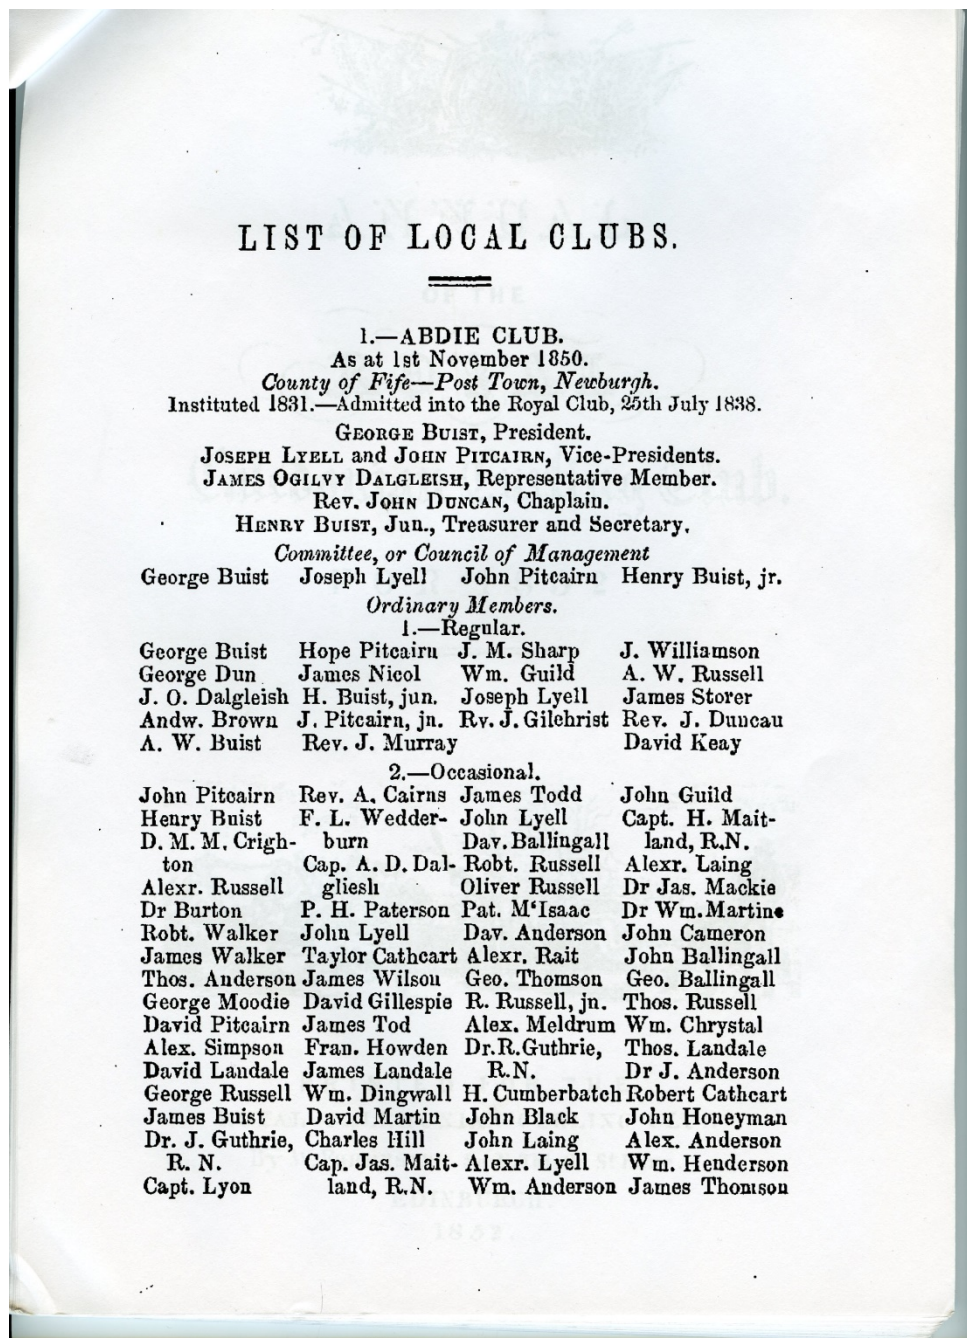 LIST OF LOCAL CLUBS.
1.—ABDIE CLUB.
As at 1st November 1850.
County of Fife—Post Town, Newburgh.
Instituted 1831.—Admitted into the Royal Club, 25th July 1838.
GEORGE BUIST, President.
JOSEPH LYELL and JOHN PITCAIRN, Vice-Presidents.
JAMES OGILVY DALGLEISH, Representative Member.
Rev. JOHN DUNCAN, Chaplain.
HENRY BUIST, Jun., Treasurer and Secretary.
Committee, or Council of Management
George Buist Joseph Lyell John Pitcairn Henry Buist, jr.
Ordinary Members.
1.—Regular.
George Buist Hope Pitcairn J. M. Sharp J. Williamson
George Dun James Nicol Wm. Guild A. W. Russell
J. O. Dalgleish H. Buist, jun. Joseph Lyell James Storer
Andw. Brown J. Pitcairn, jn. Rv. J. Gilchrist Rev. J. Duncan
A. W. Buist Rev. J. Murray David Keay
2.—Occasional.
John Pitcairn Rev. A. Cairns James Todd John Guild
Henry Buist F. L. Wedder- John Lyell Capt. H. Mait-
D. M. M. Crigh- burn Dav. Ballingall land, R.N.
ton Cap. A. D. Dal- Robt. Russell Alexr. Laing
Alexr. Russell gliesh Oliver Russell Dr Jas. Mackie
Dr Burton P. H. Paterson Pat. M‘Isaac Dr Wm. Martine
Robt. Walker John Lyell Dav. Anderson John Cameron
James Walker Taylor Cathcart Alexr. Rait John Ballingall
Thos. Anderson James Wilson Geo. Thomson Geo. Ballingall
George Moodie David Gillespie R. Russell, jn. Thos. Russell
David Pitcairn James Tod Alex. Meldrum Wm. Chrystal
Alex. Simpson Fran. Howden Dr. R. Guthrie, Thos. Landale
David Landale James Landale R.N. Dr J. Anderson
George Russell Wm. Dingwall H. Cumberbatch Robert Cathcart
James Buist David Martin John Black John Honeyman
Dr. J. Guthrie, Charles Hill John Laing Alex. Anderson
R. N. Cap. Jas. Mait- Alexr. Lyell Wm. Henderson
Capt. Lyon land, R.N. Wm. Anderson James Thomson